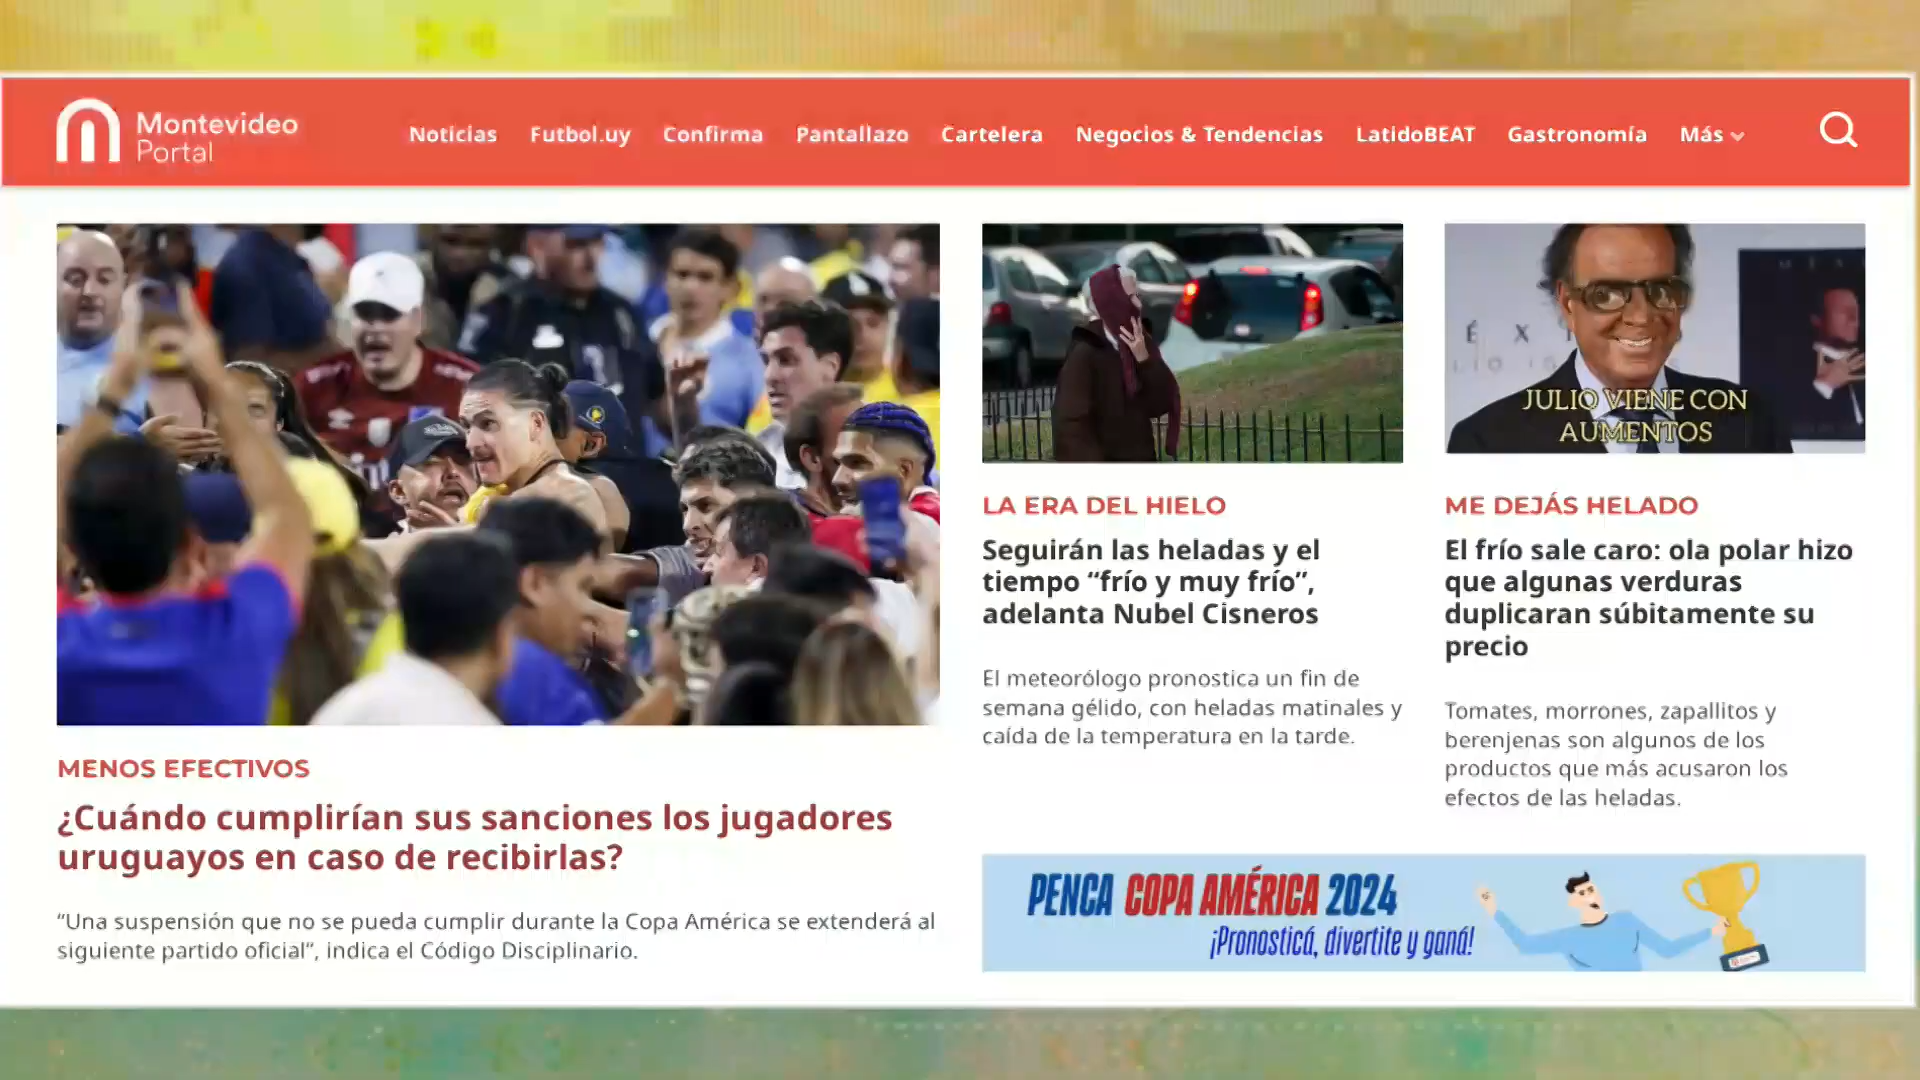 Montevideo
Portal
Noticias Futbol.uy Confirma Pantallazo Cartelera Negocios & Tendencias LatidoBEAT Gastronomía Más
MENOS EFECTIVOS
¿Cuándo cumplirían sus sanciones los jugadores
uruguayos en caso de recibirlas?
“Una suspensión que no se pueda cumplir durante la Copa América se extenderá al
siguiente partido oficial”, indica el Código Disciplinario.
LA ERA DEL HIELO
Seguirán las heladas y el
tiempo “frío y muy frío”,
adelanta Nubel Cisneros
El meteorólogo pronostica un fin de
semana gélido, con heladas matinales y
caída de la temperatura en la tarde.
JULIO VIENE CON
AUMENTOS
ME DEJÁS HELADO
El frío sale caro: ola polar hizo
que algunas verduras
duplicaran súbitamente su
precio
Tomates, morrones, zapallitos y
berenjenas son algunos de los
productos que más acusaron los
efectos de las heladas.
PENCA COPA AMÉRICA 2024
¡Pronosticá, divertite y ganá!